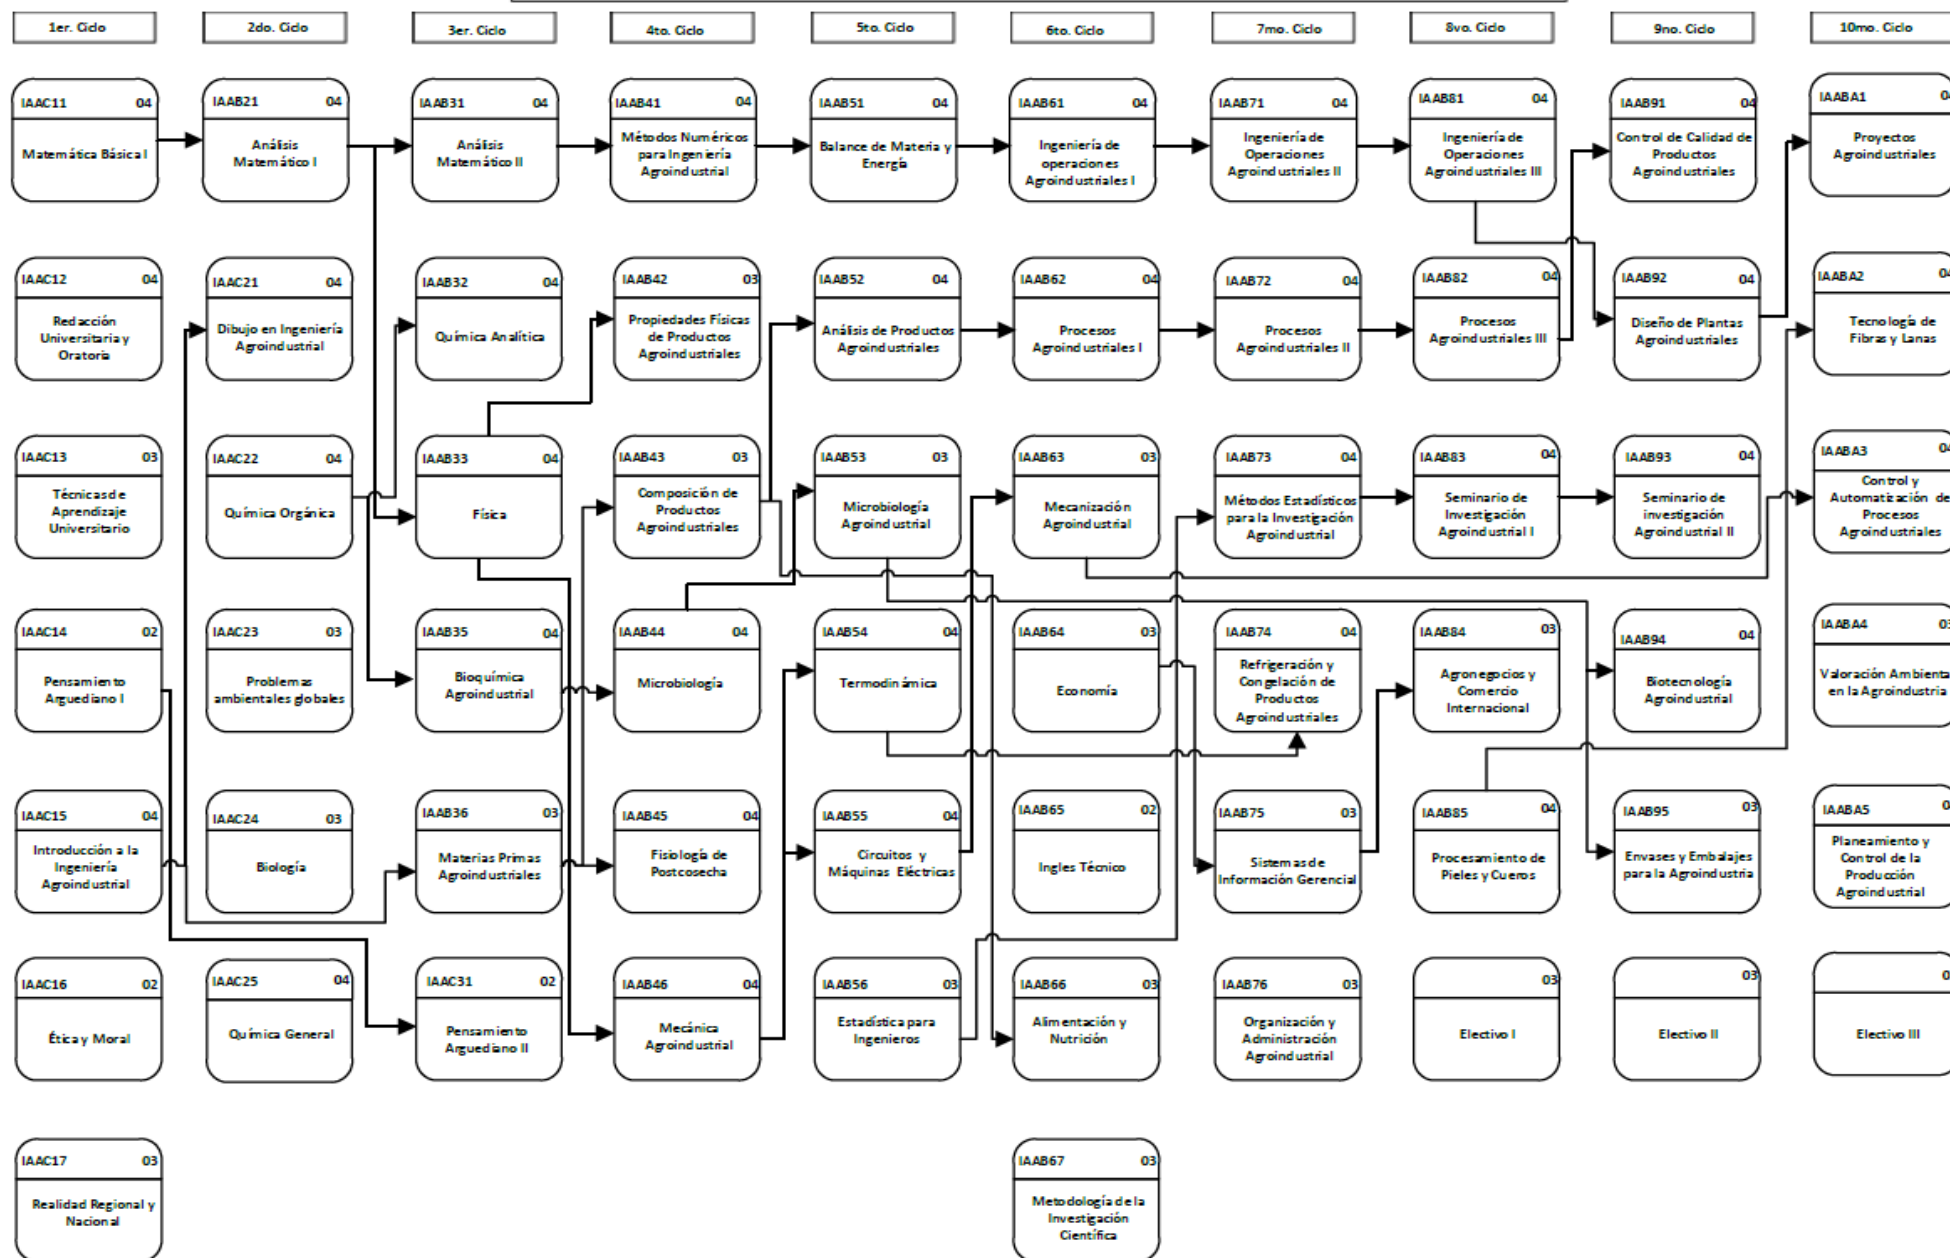 1er. Ciclo
2do. Ciclo
3er. Ciclo
4to. Ciclo
5to. Ciclo
6to. Ciclo
7mo. Ciclo
8vo. Ciclo
9no. Ciclo
10mo. Ciclo
IAAC11 04
Matemática Básica I
IAAB21 04
Análisis
Matemático I
IAAB31 04
Análisis
Matemático II
IAAB41 04
Métodos Numéricos
para Ingeniería
Agroindustrial
IAAB51 04
Balance de Materia y
Energía
IAAB61 04
Ingeniería de
operaciones
Agroindustriales I
IAAB71 04
Ingeniería de
Operaciones
Agroindustriales II
IAAB81 04
Ingeniería de
Operaciones
Agroindustriales III
IAAB91 04
Control de Calidad de
Productos
Agroindustriales
IAABA1
Proyectos
Agroindustriales
IAAC12 04
Redacción
Universitaria y
Oratoria
IAAC21 04
Dibujo en Ingeniería
Agroindustrial
IAAB32 04
Química Analítica
IAAB42 03
Propiedades Físicas
de Productos
Agroindustriales
IAAB52 04
Análisis de Productos
Agroindustriales
IAAB62 04
Procesos
Agroindustriales I
IAAB72 04
Procesos
Agroindustriales II
IAAB82 04
Procesos
Agroindustriales III
IAAB92 04
Diseño de Plantas
Agroindustriales
IAABA2
Tecnología de
Fibras y Lanas
IAAC13 03
Técnicas de
Aprendizaje
Universitario
IAAC22 04
Química Orgánica
IAAB33 04
Física
IAAB43 03
Composición de
Productos
Agroindustriales
IAAB53 03
Microbiología
Agroindustrial
IAAB63 03
Mecanización
Agroindustrial
IAAB73 04
Métodos Estadísticos
para la Investigación
Agroindustrial
IAAB83 04
Seminario de
Investigación
Agroindustrial I
IAAB93 04
Seminario de
investigación
Agroindustrial II
IAABA3
Control y
Automatización de
Procesos
Agroindustriales
IAAC14 02
Pensamiento
Arguediano I
IAAC23 03
Problemas
ambientales globales
IAAB35 04
Bioquímica
Agroindustrial
IAAB44 04
Microbiología
IAAB54 04
Termodinámica
IAAB64 03
Economía
IAAB74 04
Refrigeración y
Congelación de
Productos
Agroindustriales
IAAB84 03
Agronegocios y
Comercio
Internacional
IAAB94 04
Biotecnología
Agroindustrial
IAABA4
Valoración Ambienta
en la Agroindustria
IAAC15 04
Introducción a la
Ingeniería
Agroindustrial
IAAC24 03
Biología
IAAB36 03
Materias Primas
Agroindustriales
IAAB45 04
Fisiología de
Postcosecha
IAAB55 04
Circuitos y
Máquinas Eléctricas
IAAB65 02
Ingles Técnico
IAAB75 03
Sistemas de
Información Gerencial
IAAB85 04
Procesamiento de
Pieles y Cueros
IAAB95 03
Envases y Embalajes
para la Agroindustria
IAABA5
Planeamiento y
Control de la
Producción
Agroindustrial
IAAC16 02
Ética y Moral
IAAC25 04
Química General
IAAC31 02
Pensamiento
Arguediano II
IAAB46 04
Mecánica
Agroindustrial
IAAB56 03
Estadística para
Ingenieros
IAAB66 03
Alimentación y
Nutrición
IAAB76 03
Organización y
Administración
Agroindustrial
03
Electivo I
03
Electivo II
Electivo III
IAAC17 03
Realidad Regional y
Nacional
IAAB67 03
Metodología de la
Investigación
Científica